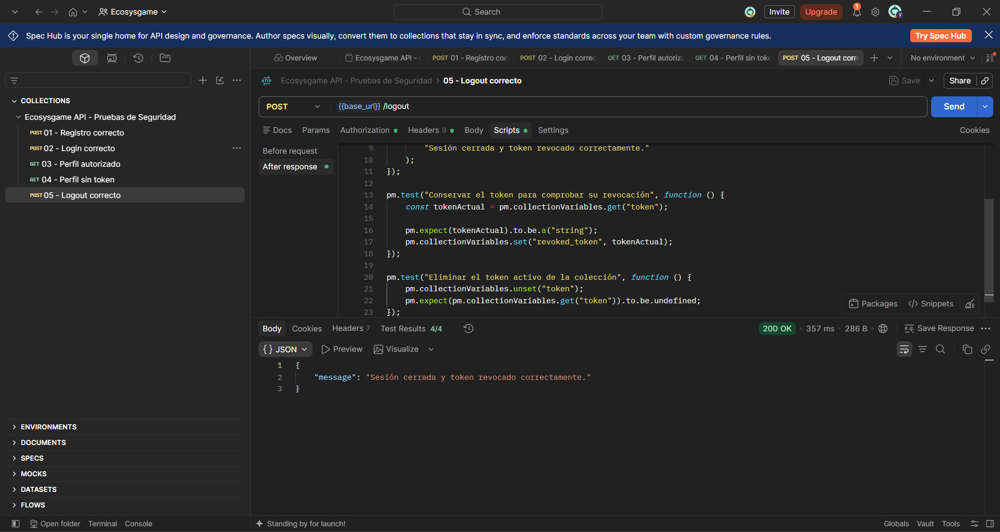 Ecosysgame
Search
Invite
Upgrade
1
Spec Hub is your single home for API design and governance. Author specs visually, convert them to collections that stay in sync, and enforce standards across your team with custom governance rules.
Try Spec Hub
Overview
Ecosysgame API -
POST 01 - Registro cor
POST 02 - Login correc
GET 03 - Perfil autoriza
GET 04 - Perfil sin toke
POST 05 - Logout corr
No environment
COLLECTIONS
Ecosysgame API - Pruebas de Seguridad
POST 01 - Registro correcto
POST 02 - Login correcto
GET 03 - Perfil autorizado
GET 04 - Perfil sin token
POST 05 - Logout correcto
ENVIRONMENTS
DOCUMENTS
SPECS
MOCKS
DATASETS
FLOWS
HTTP
Ecosysgame API - Pruebas de Seguridad > 05 - Logout correcto
Save
Share
POST
{{base_url}} /logout
Send
Docs
Params
Authorization
Headers 9
Body
Scripts
Settings
Cookies
Before request
After response
9 "Sesión cerrada y token revocado correctamente."
10 );
11 });
12
13 pm.test("Conservar el token para comprobar su revocación", function () {
14 const tokenActual = pm.collectionVariables.get("token");
15
16 pm.expect(tokenActual).to.be.a("string");
17 pm.collectionVariables.set("revoked_token", tokenActual);
18 });
19
20 pm.test("Eliminar el token activo de la colección", function () {
21 pm.collectionVariables.unset("token");
22 pm.expect(pm.collectionVariables.get("token")).to.be.undefined;
23 });
Packages
Snippets
Body
Cookies
Headers 7
Test Results 4/4
200 OK
357 ms
286 B
e.g.
Save Response
{} JSON
Preview
Visualize
1 {
2 "message": "Sesión cerrada y token revocado correctamente."
3 }
Open folder
Terminal
Console
Standing by for launch!
Globals
Vault
Tools